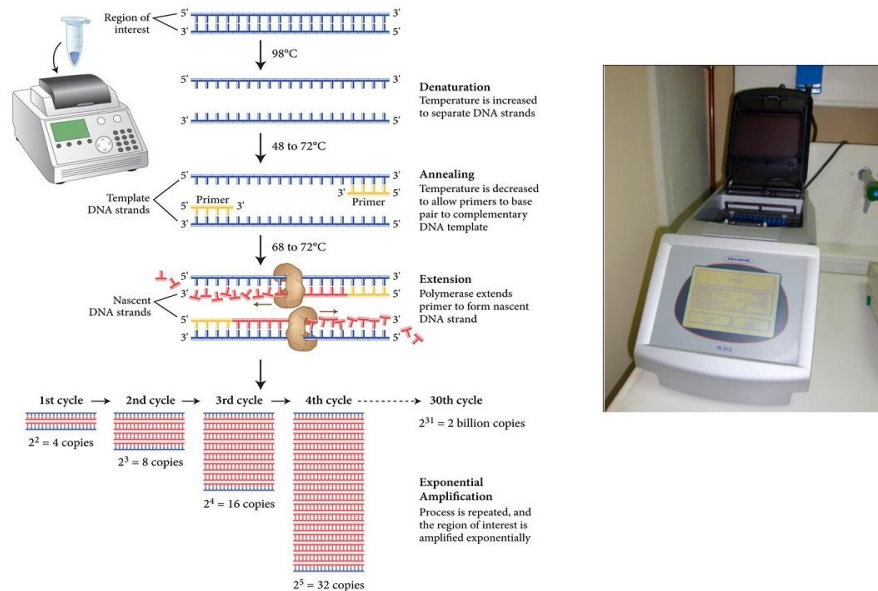 Region of
interest
5'
3'
3'
5'
98°C
5'
3'
3'
5'
Denaturation
Temperature is increased
to separate DNA strands
48 to 72°C
5'
3'
3'
5'
Primer
Template
DNA strands
Primer
5'
3'
3'
5'
Annealing
Temperature is decreased
to allow primers to base
pair to complementary
DNA template
68 to 72°C
5'
3'
3'
5'
Nascent
DNA strands
5'
3'
3'
5'
Extension
Polymerase extends
primer to form nascent
DNA strand
1st cycle
2nd cycle
3rd cycle
4th cycle
30th cycle
2² = 4 copies
2³ = 8 copies
2⁴ = 16 copies
2⁵ = 32 copies
2³¹ = 2 billion copies
Exponential
Amplification
Process is repeated, and
the region of interest is
amplified exponentially